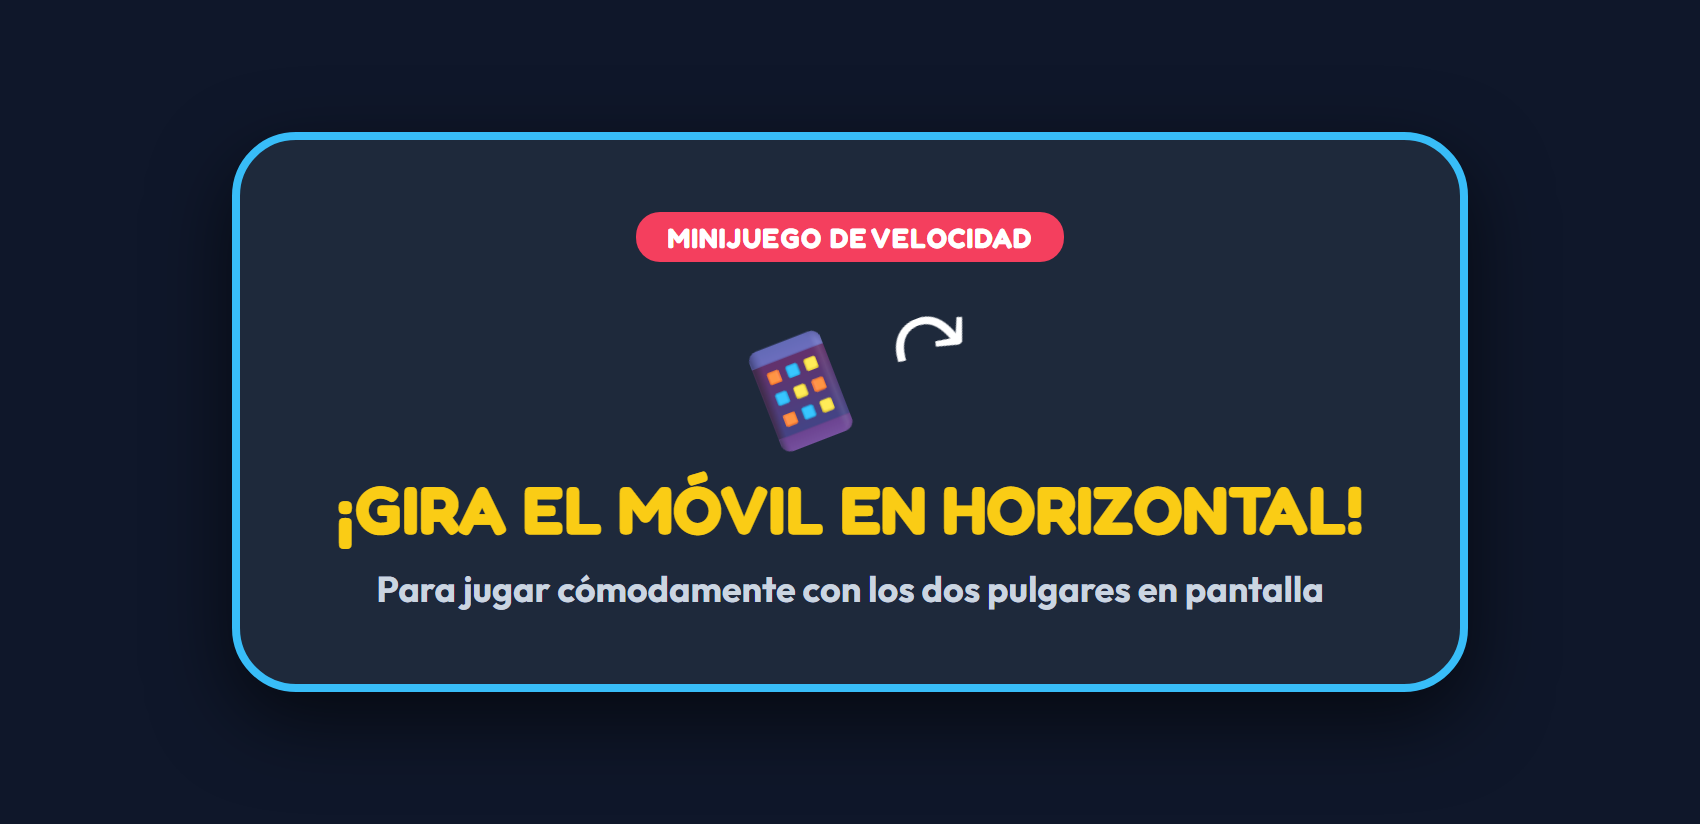 MINIJUEGO DE VELOCIDAD
¡GIRA EL MÓVIL EN HORIZONTAL!
Para jugar cómodamente con los dos pulgares en pantalla